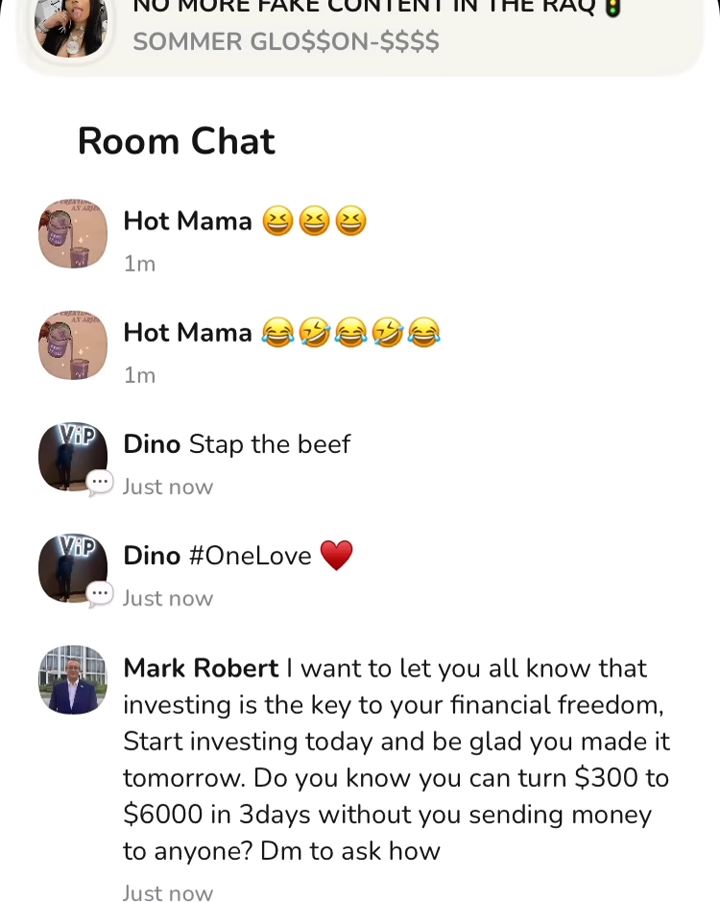 NO MORE FAKE CONTENT IN THE RAQ 🚦
SOMMER GLO$$ON-$$$$
Room Chat
Hot Mama 😆😆😆
1m
Hot Mama 😂🤣😂🤣😂
1m
ViP
Dino Stap the beef
Just now
ViP
Dino #OneLove ♥️
Just now
Mark Robert I want to let you all know that
investing is the key to your financial freedom,
Start investing today and be glad you made it
tomorrow. Do you know you can turn $300 to
$6000 in 3days without you sending money
to anyone? Dm to ask how
Just now